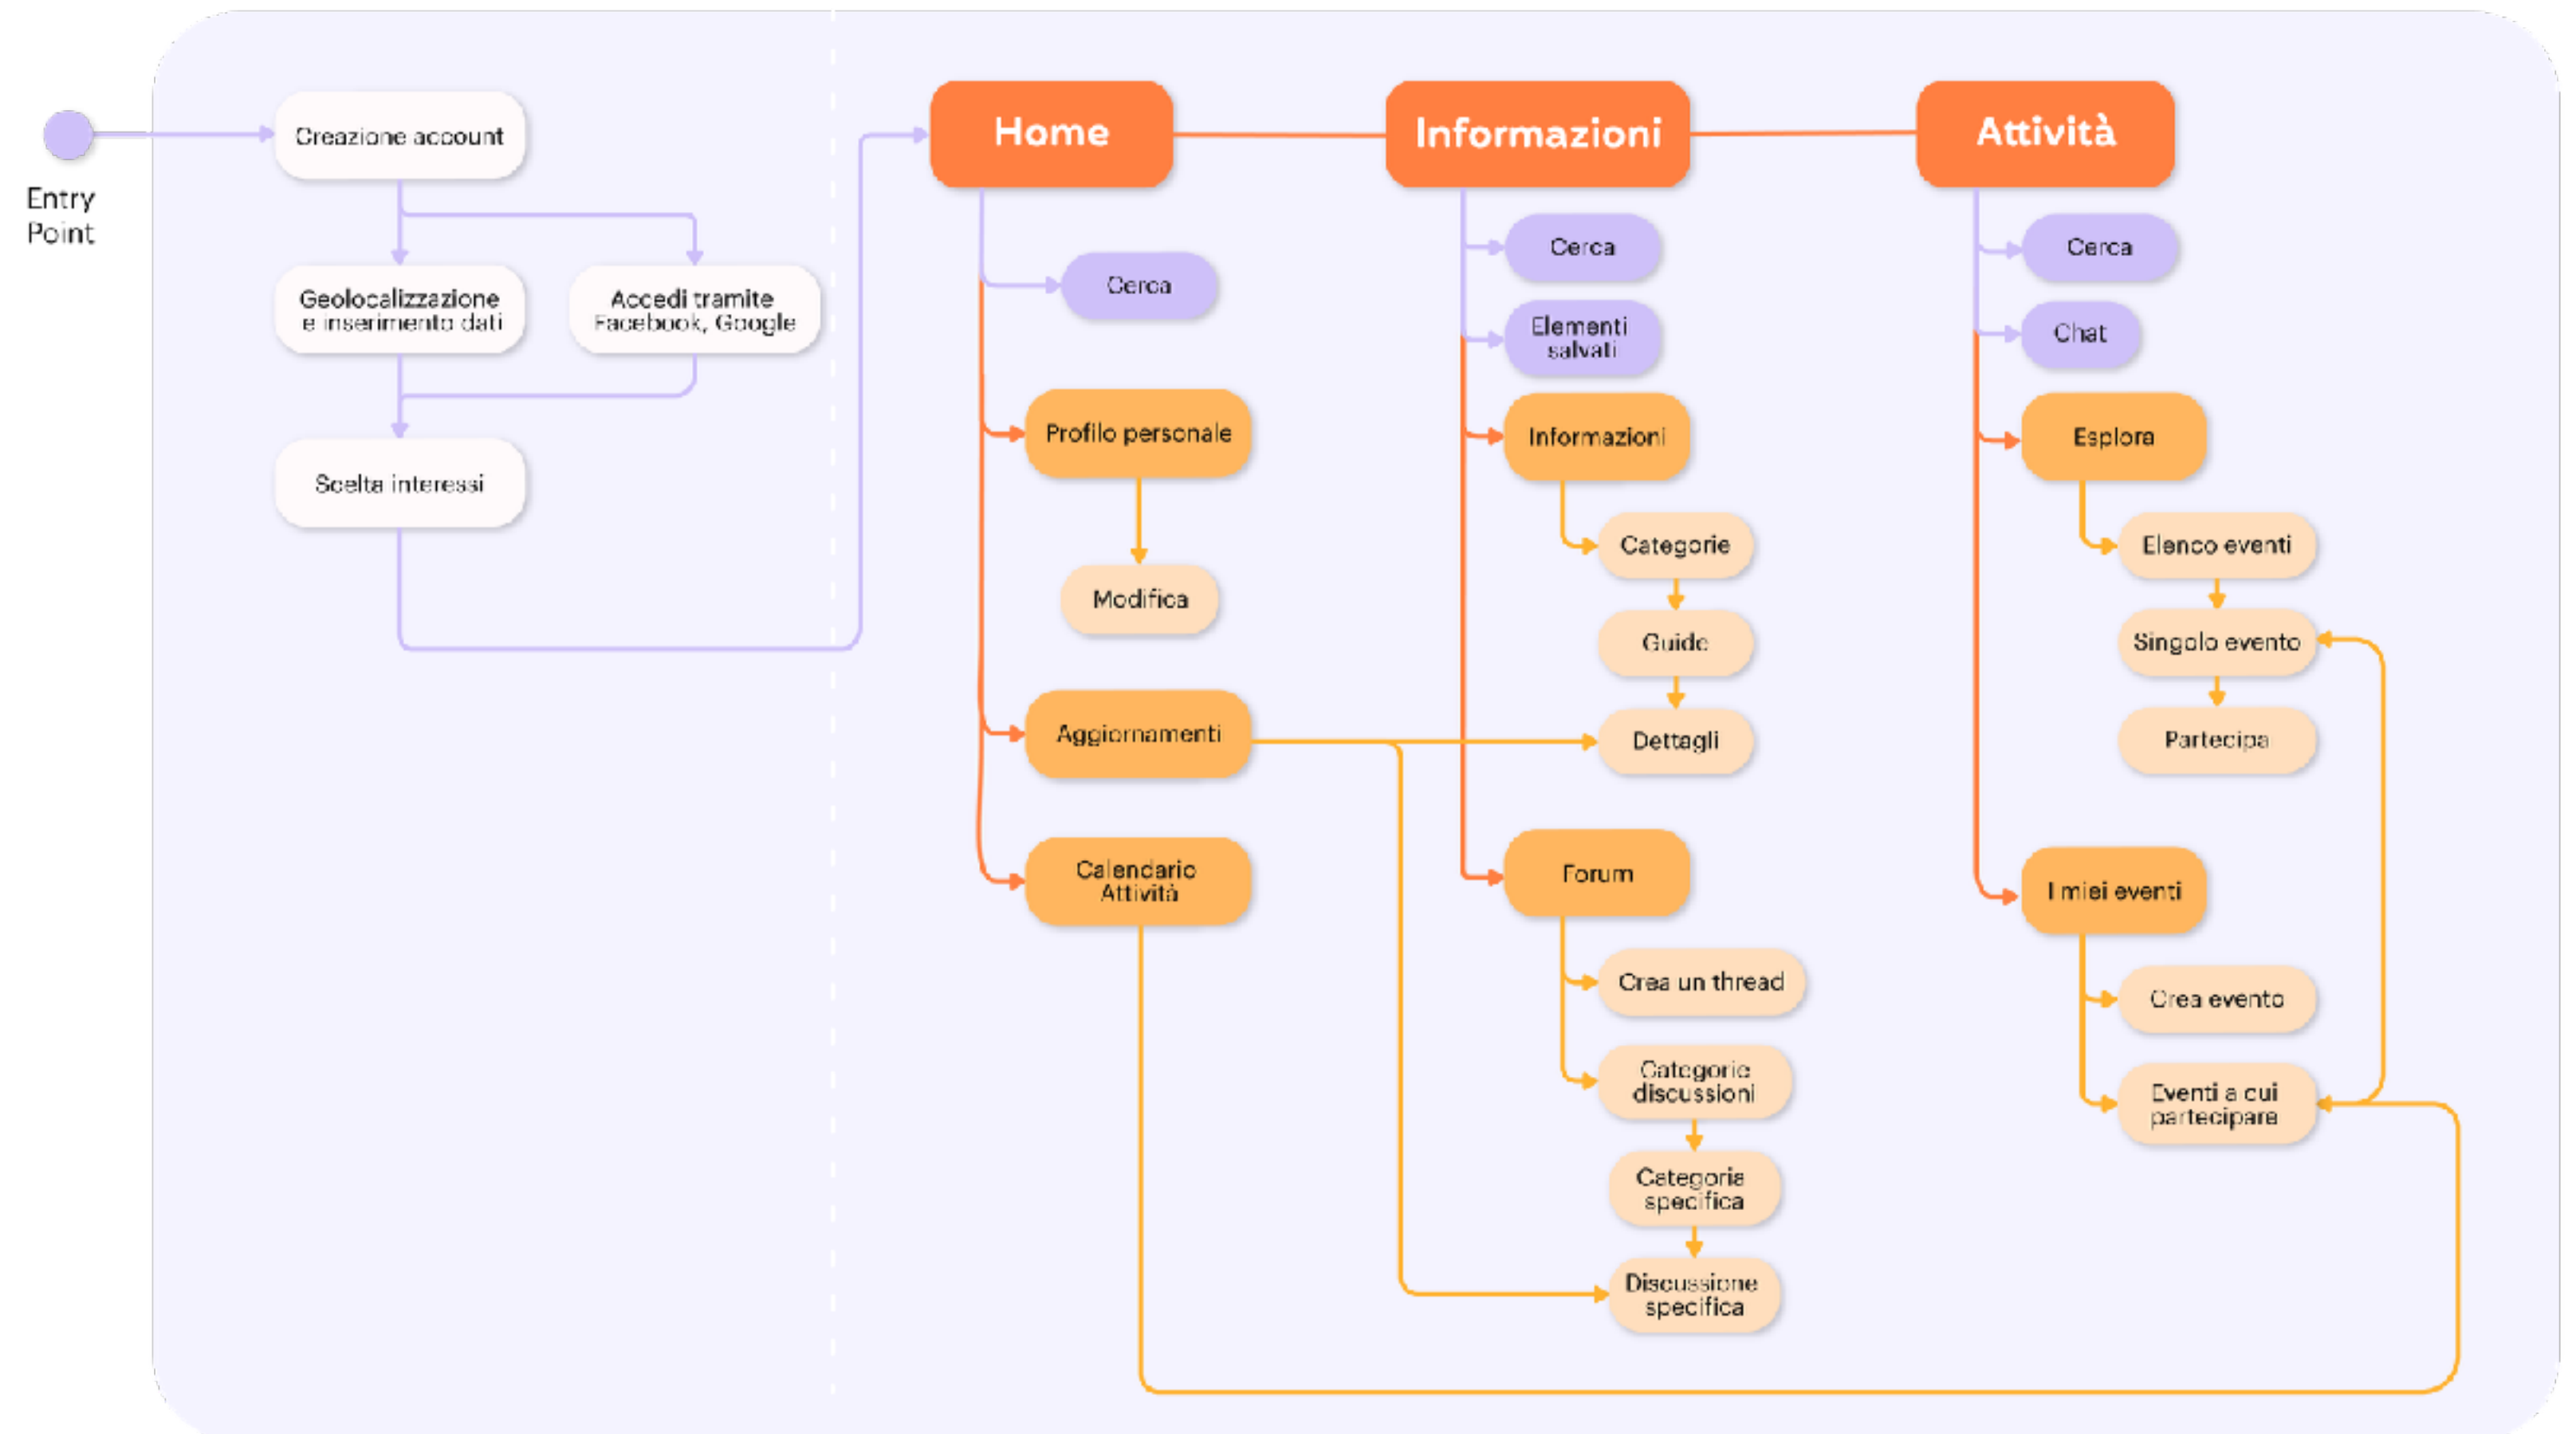 Entry
Point
Creazione account
Geolocalizzazione
e inserimento dati
Accedi tramite
Facebook, Google
Scelta interessi
Home
Cerca
Profilo personale
Modifica
Aggiornamenti
Calendario
Attività
Informazioni
Cerca
Elementi
salvati
Informazioni
Categorie
Guide
Dettagli
Forum
Crea un thread
Categorie
discussioni
Categoria
specifica
Discussione
specifica
Attività
Cerca
Chat
Esplora
Elenco eventi
Singolo evento
Partecipa
I miei eventi
Crea evento
Eventi a cui
partecipare